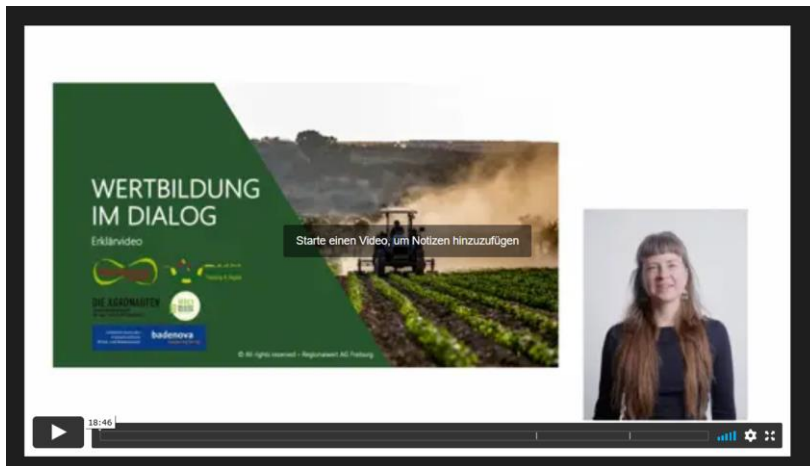 WERTBILDUNG
IM DIALOG
Erklärvideo
Starte einen Video, um Notizen hinzuzufügen
DIE AGRONAUTEN
badenova
© All rights reserved – Regionalwert AG Freiburg
18:46